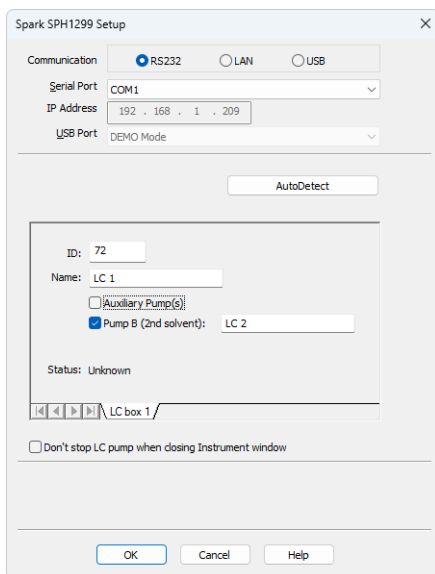 Spark SPH1299 Setup
Communication RS232 LAN USB
Serial Port COM1
IP Address 192 . 168 . 1 . 209
USB Port DEMO Mode
AutoDetect
ID: 72
Name: LC 1
Auxiliary Pump(s)
Pump B (2nd solvent): LC 2
Status: Unknown
LC box 1
Don't stop LC pump when closing Instrument window
OK Cancel Help